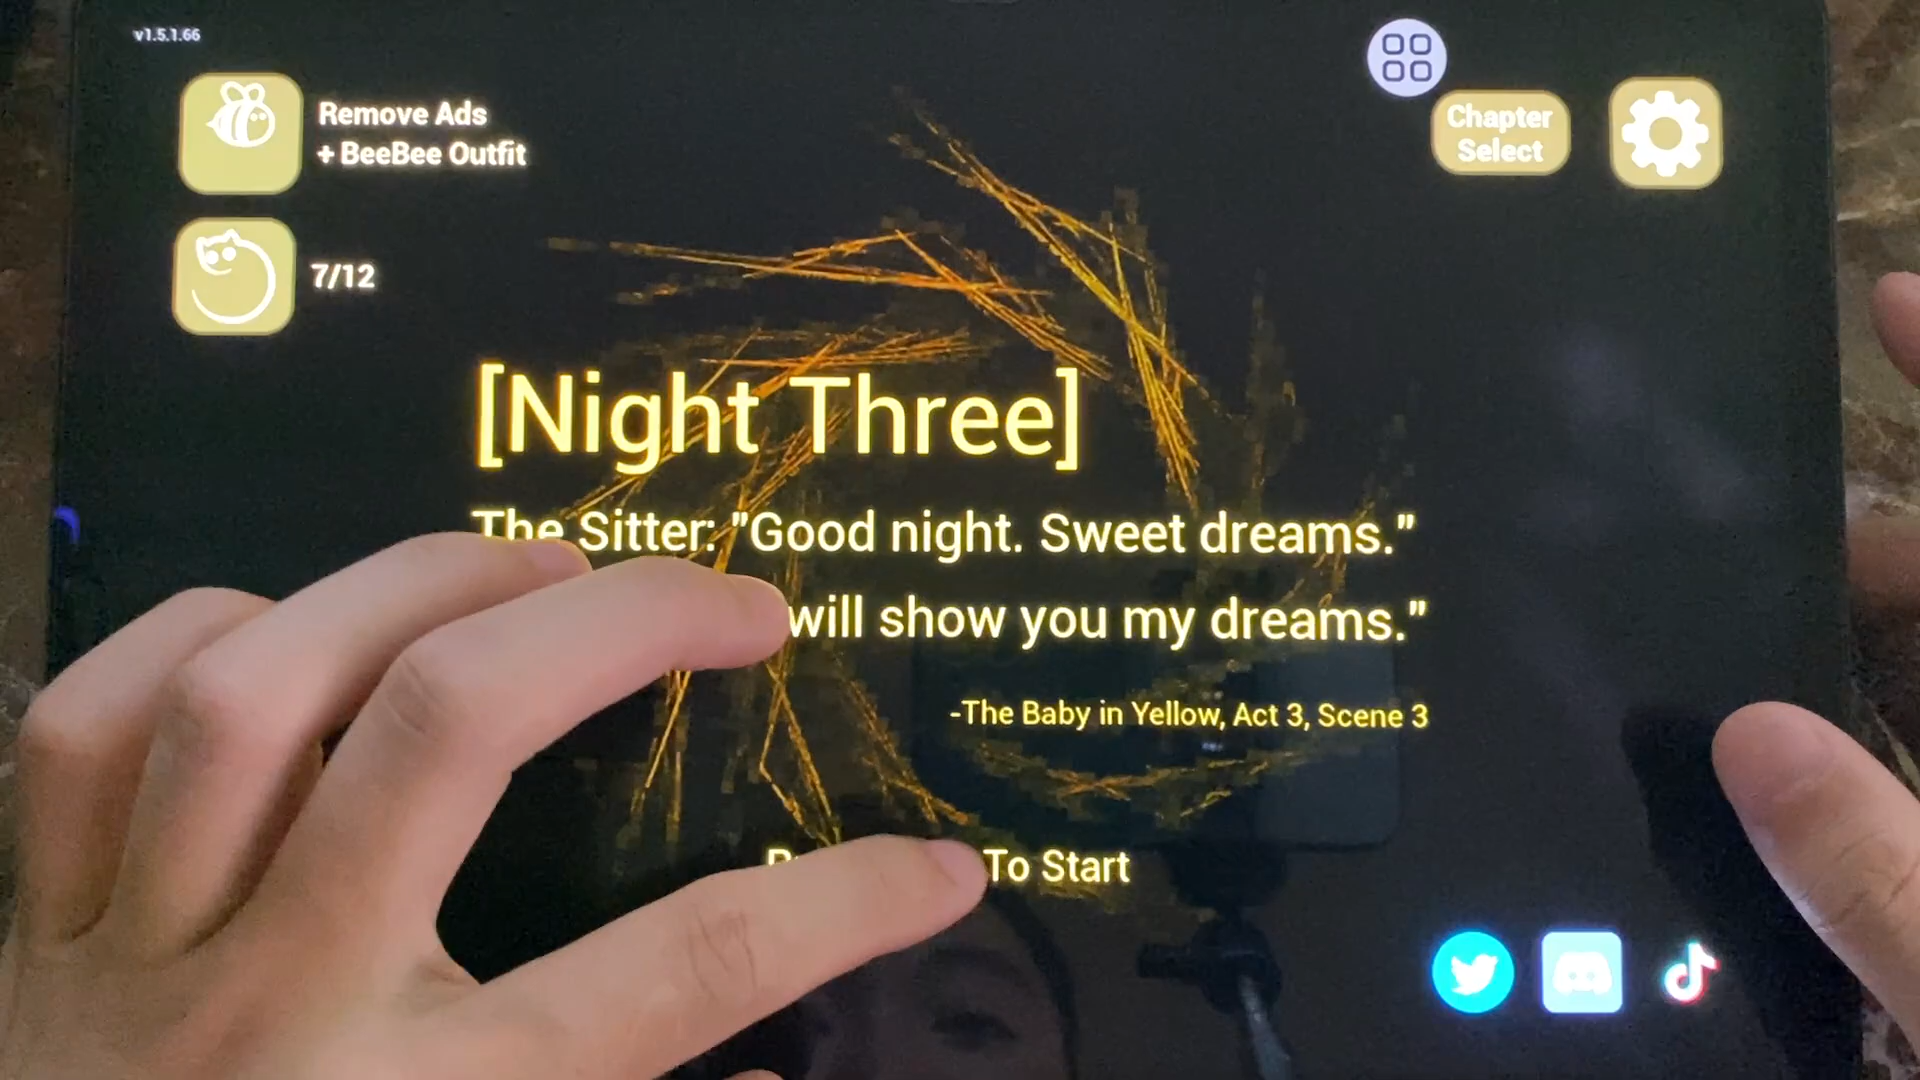 v1.5.1.66
Remove Ads
+ BeeBee Outfit
Chapter
Select
7/12
[Night Three]
The Sitter: "Good night. Sweet dreams."
will show you my dreams."
-The Baby in Yellow, Act 3, Scene 3
To Start